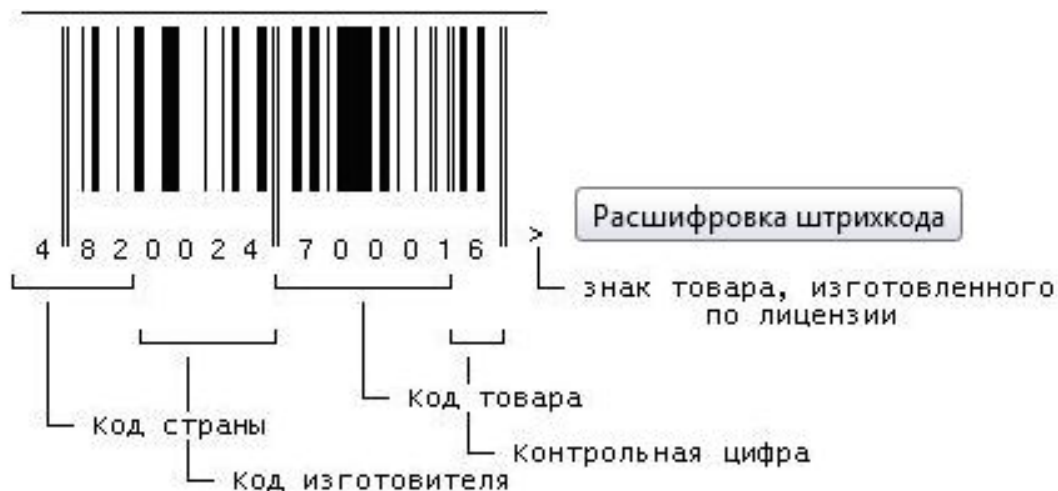 Расшифровка штрихкода
4 8 2 0 0 2 4 7 0 0 0 1 6 >
знак товара, изготовленного
по лицензии
Код товара
Код страны
Контрольная цифра
Код изготовителя